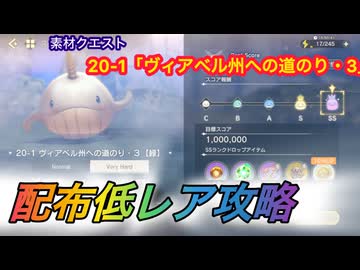 素材クエスト
20-1「ヴィアベル州への道のり・3」
Best Score
17/245
スコア報酬
C
B
A
S
SS
目標スコア
1,000,000
SSランクドロップアイテム
20-1 ヴィアベル州への道のり・3【緑】
Normal
Very Hard
配布低レア攻略